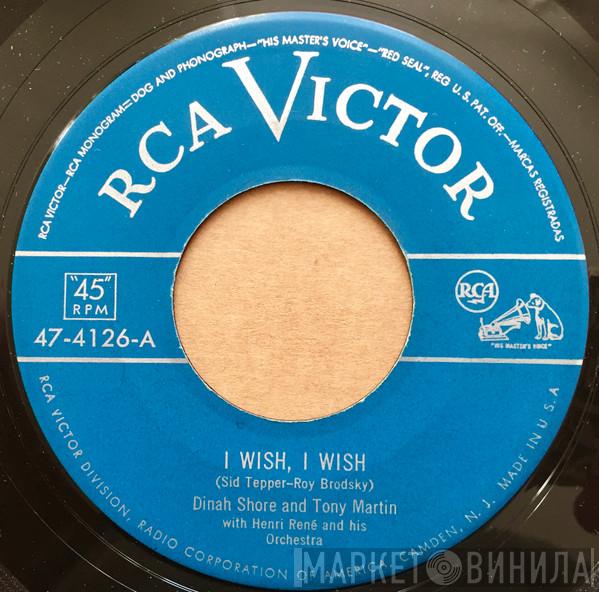 RCA VICTOR—RCA MONOGRAM—DOG AND PHONOGRAPH—"HIS MASTER'S VOICE"—"RED SEAL", REG U.S. PAT. OFF.—MARCAS REGISTRADAS
RCA VICTOR
"45"
RPM
47-4126-A
RCA
"HIS MASTER'S VOICE"
I WISH, I WISH
(Sid Tepper–Roy Brodsky)
Dinah Shore and Tony Martin
with Henri René and his
Orchestra
RCA VICTOR DIVISION, RADIO CORPORATION OF AMERICA, CAMDEN, N. J. MADE IN U S A
МАРКЕТ ВИНИЛА